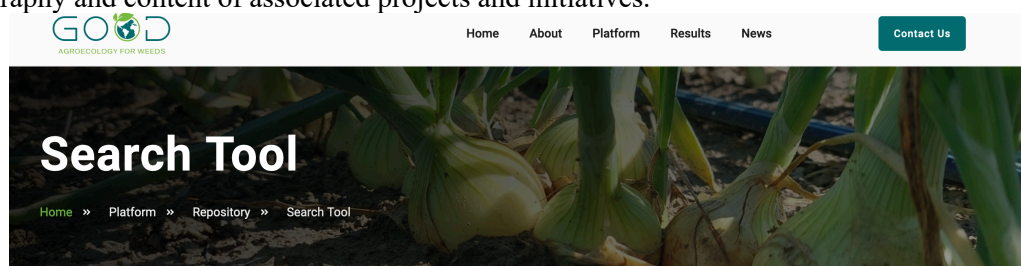 raphy and content of associated projects and initiatives.
GOOD
AGROECOLOGY FOR WEEDS
Home About Platform Results News Contact Us
Search Tool
Home » Platform » Repository » Search Tool